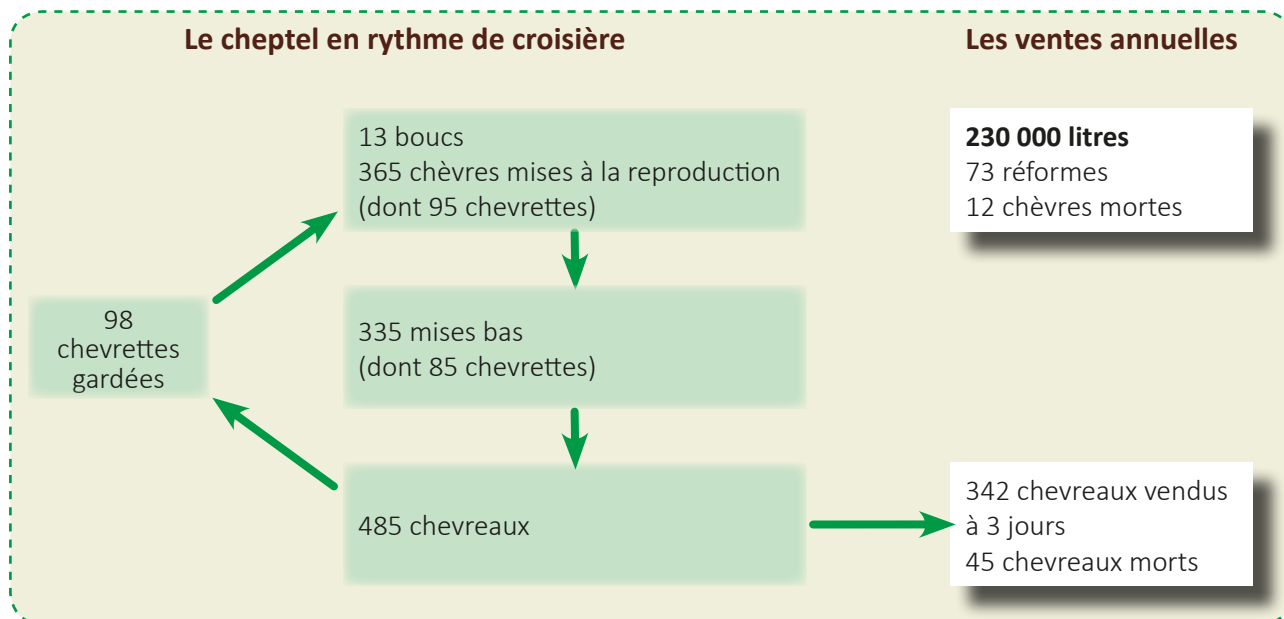 Le cheptel en rythme de croisière
Les ventes annuelles
13 boucs
365 chèvres mises à la reproduction
(dont 95 chevrettes)
230 000 litres
73 réformes
12 chèvres mortes
98
chevrettes
gardées
335 mises bas
(dont 85 chevrettes)
485 chevreaux
342 chevreaux vendus
à 3 jours
45 chevreaux morts